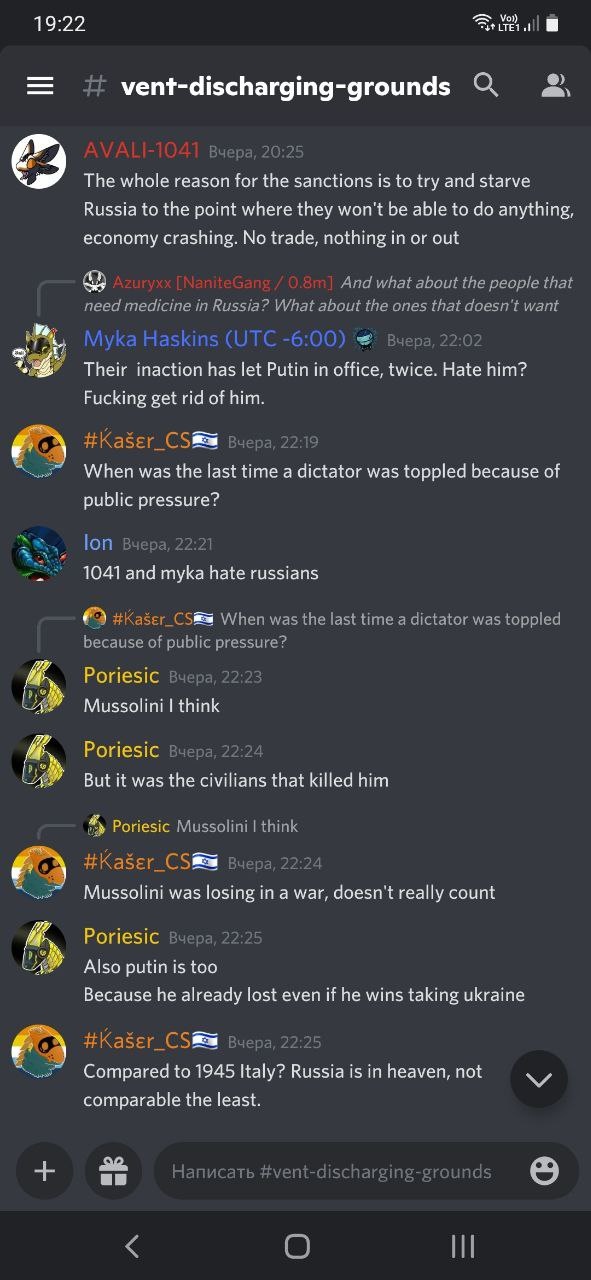 19:22
Vo))
LTE1
# vent-discharging-grounds
AVALI-1041 Вчера, 20:25
The whole reason for the sanctions is to try and starve
Russia to the point where they won't be able to do anything,
economy crashing. No trade, nothing in or out
Azuryxx [NaniteGang / 0.8m] And what about the people that
need medicine in Russia? What about the ones that doesn't want
Myka Haskins (UTC -6:00) Вчера, 22:02
Their  inaction has let Putin in office, twice. Hate him?
Fucking get rid of him.
#Ḱašεr_CS🇮🇱 Вчера, 22:19
When was the last time a dictator was toppled because of
public pressure?
Ion Вчера, 22:21
1041 and myka hate russians
#Ḱašεr_CS🇮🇱 When was the last time a dictator was toppled
because of public pressure?
Poriesic Вчера, 22:23
Mussolini I think
Poriesic Вчера, 22:24
But it was the civilians that killed him
Poriesic Mussolini I think
#Ḱašεr_CS🇮🇱 Вчера, 22:24
Mussolini was losing in a war, doesn't really count
Poriesic Вчера, 22:25
Also putin is too
Because he already lost even if he wins taking ukraine
#Ḱašεr_CS🇮🇱 Вчера, 22:25
Compared to 1945 Italy? Russia is in heaven, not
comparable the least.
Написать #vent-discharging-grounds